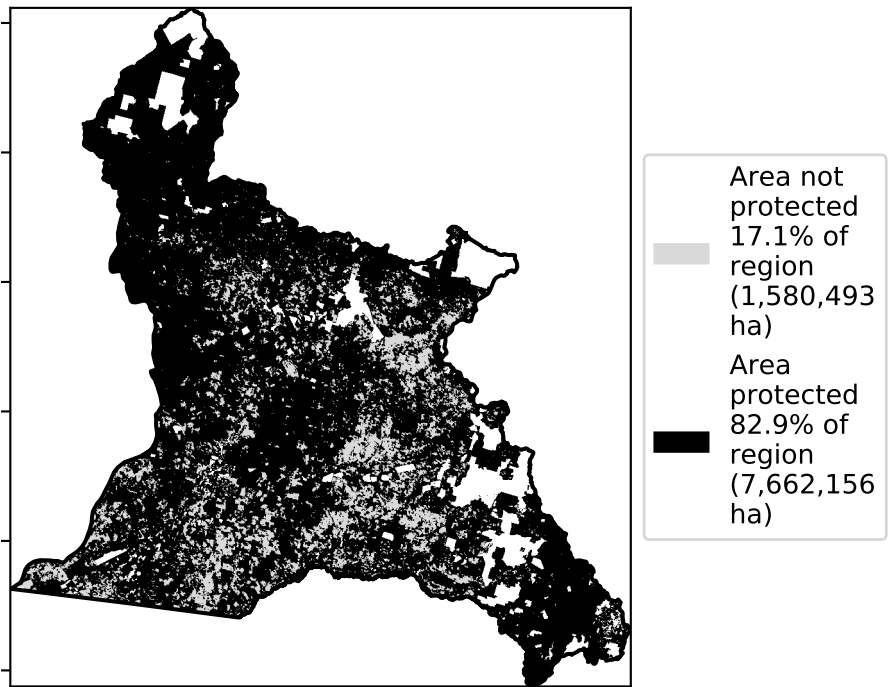 Area not
protected
17.1% of
region
(1,580,493
ha)
Area
protected
82.9% of
region
(7,662,156
ha)